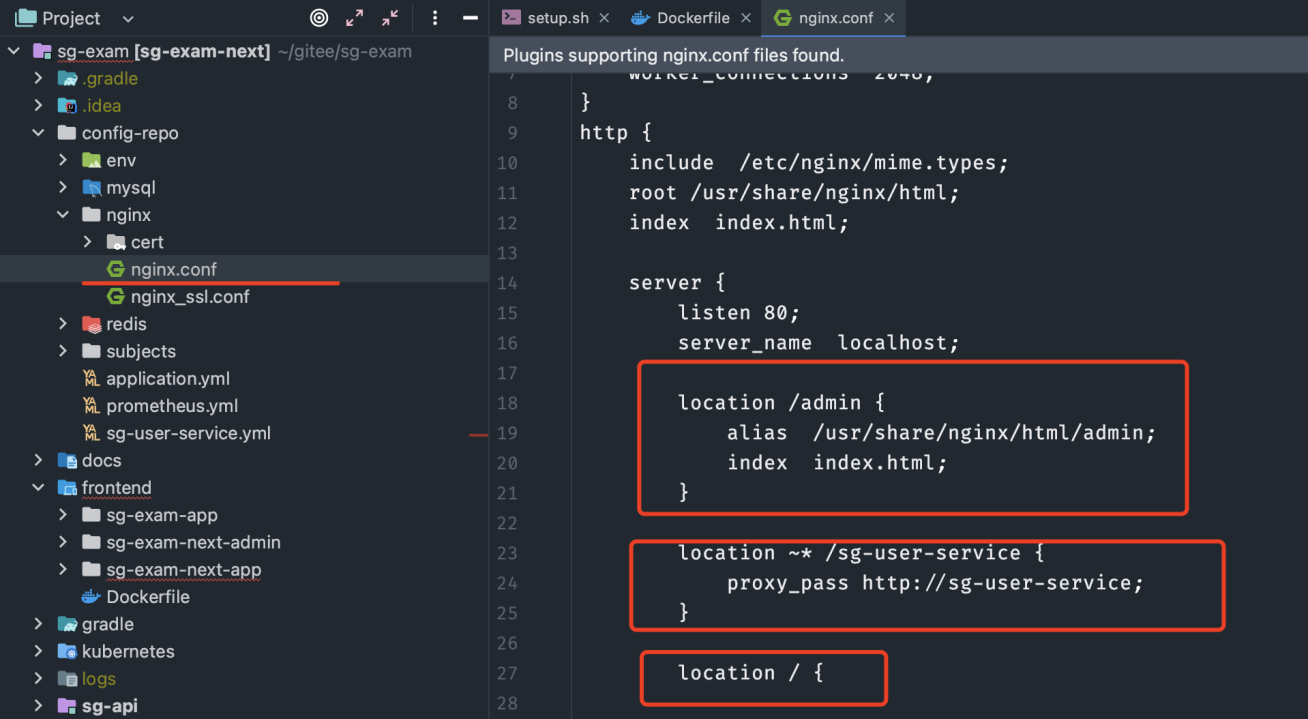 Project
sg-exam [sg-exam-next] ~/gitee/sg-exam
.gradle
.idea
config-repo
env
mysql
nginx
cert
nginx.conf
nginx_ssl.conf
redis
subjects
application.yml
prometheus.yml
sg-user-service.yml
docs
frontend
sg-exam-app
sg-exam-next-admin
sg-exam-next-app
Dockerfile
gradle
kubernetes
logs
sg-api
setup.sh
Dockerfile
nginx.conf
Plugins supporting nginx.conf files found.
7 worker_connections 2048;
8 }
9 http {
10 include  /etc/nginx/mime.types;
11 root /usr/share/nginx/html;
12 index  index.html;
13
14 server {
15 listen 80;
16 server_name  localhost;
17
18 location /admin {
19 alias  /usr/share/nginx/html/admin;
20 index  index.html;
21 }
22
23 location ~* /sg-user-service {
24 proxy_pass http://sg-user-service;
25 }
26
27 location / {
28